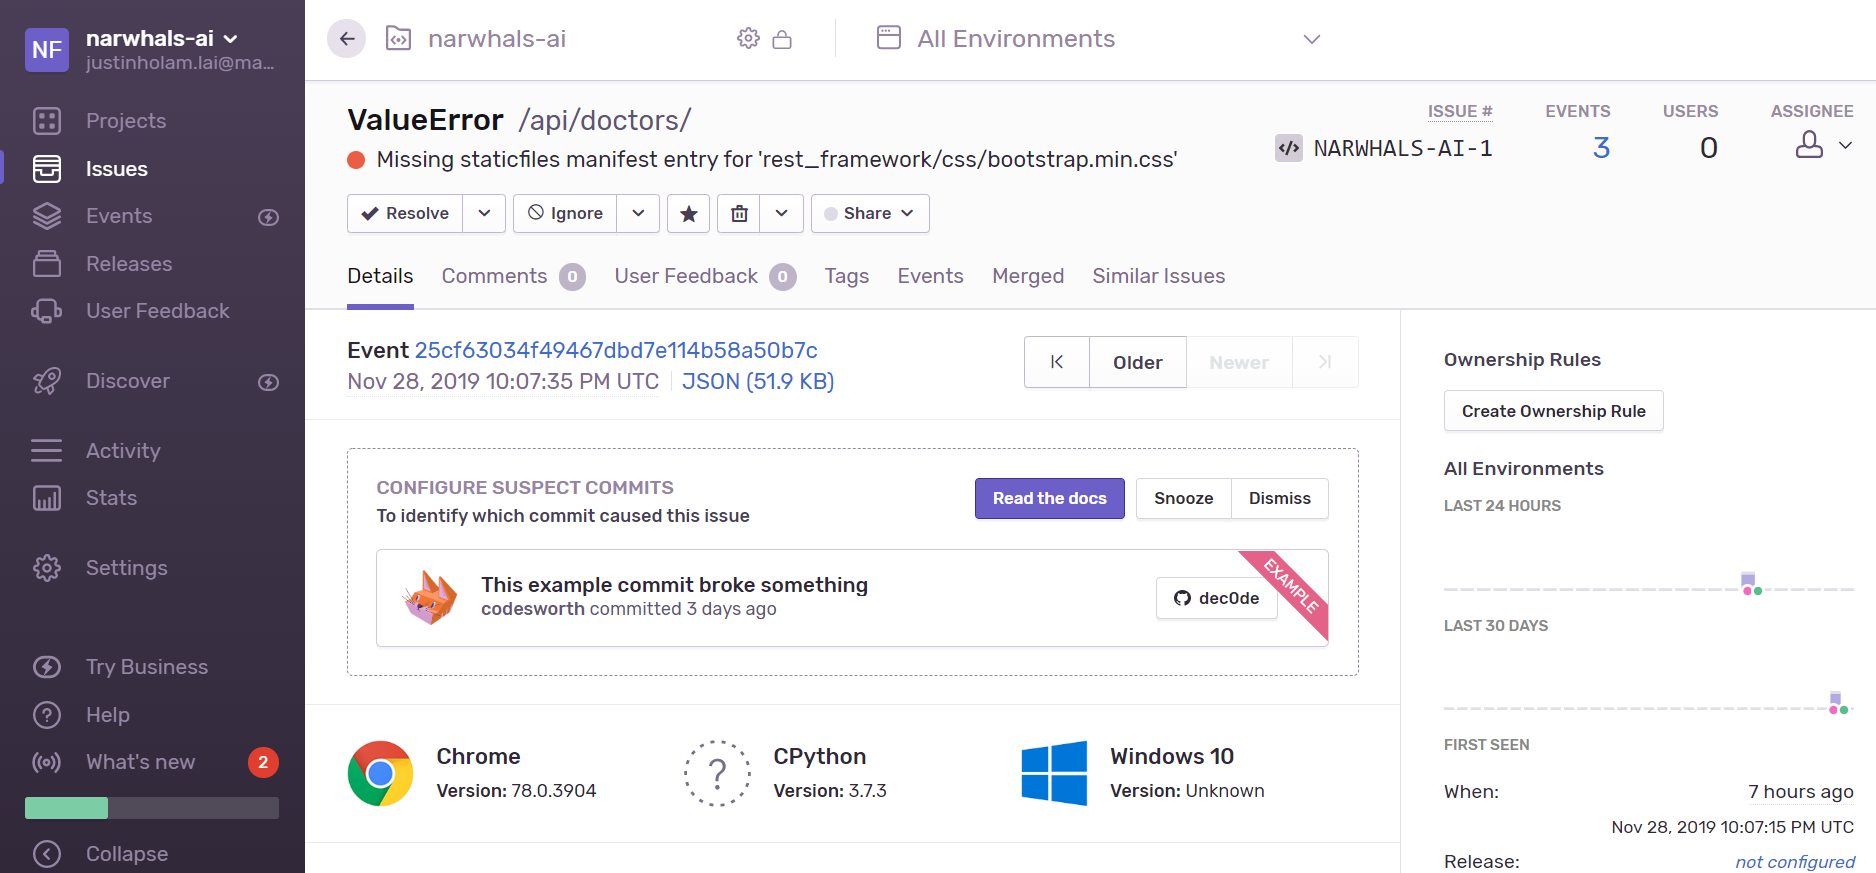 NF
narwhals-ai
justinholam.lai@ma...
Projects
Issues
Events
Releases
User Feedback
Discover
Activity
Stats
Settings
Try Business
Help
What's new 2
Collapse
narwhals-ai
All Environments
ValueError /api/doctors/
Missing staticfiles manifest entry for 'rest_framework/css/bootstrap.min.css'
ISSUE # EVENTS USERS ASSIGNEE
NARWHALS-AI-1 3 0
Resolve Ignore Share
Details Comments 0 User Feedback 0 Tags Events Merged Similar Issues
Event 25cf63034f49467dbd7e114b58a50b7c
Nov 28, 2019 10:07:35 PM UTC JSON (51.9 KB)
Older Newer
CONFIGURE SUSPECT COMMITS
To identify which commit caused this issue
Read the docs Snooze Dismiss
This example commit broke something
codesworth committed 3 days ago
dec0de
EXAMPLE
Chrome
Version: 78.0.3904
?
CPython
Version: 3.7.3
Windows 10
Version: Unknown
Ownership Rules
Create Ownership Rule
All Environments
LAST 24 HOURS
LAST 30 DAYS
FIRST SEEN
When: 7 hours ago
Nov 28, 2019 10:07:15 PM UTC
Release: not configured